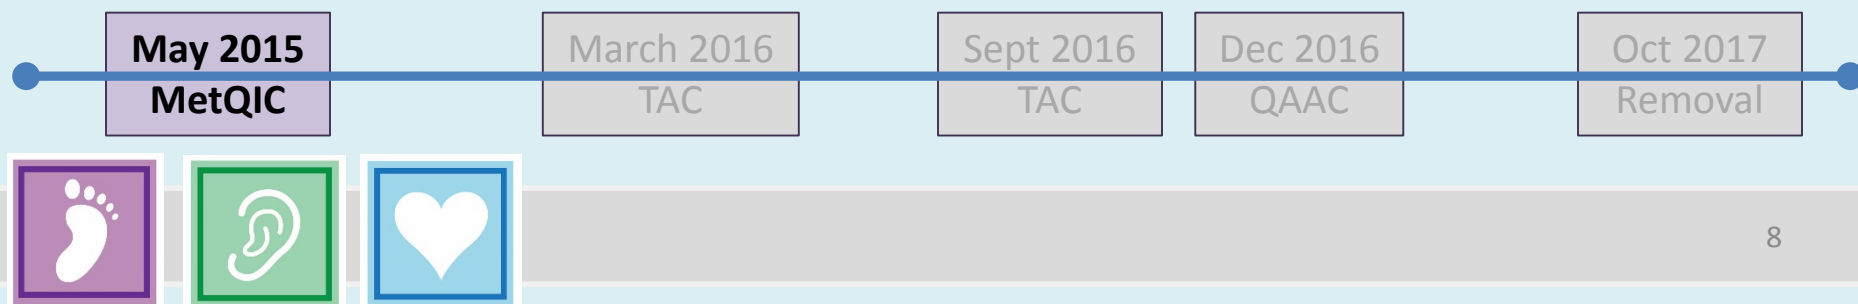 May 2015
MetQIC
March 2016
TAC
Sept 2016
TAC
Dec 2016
QAAC
Oct 2017
Removal
8